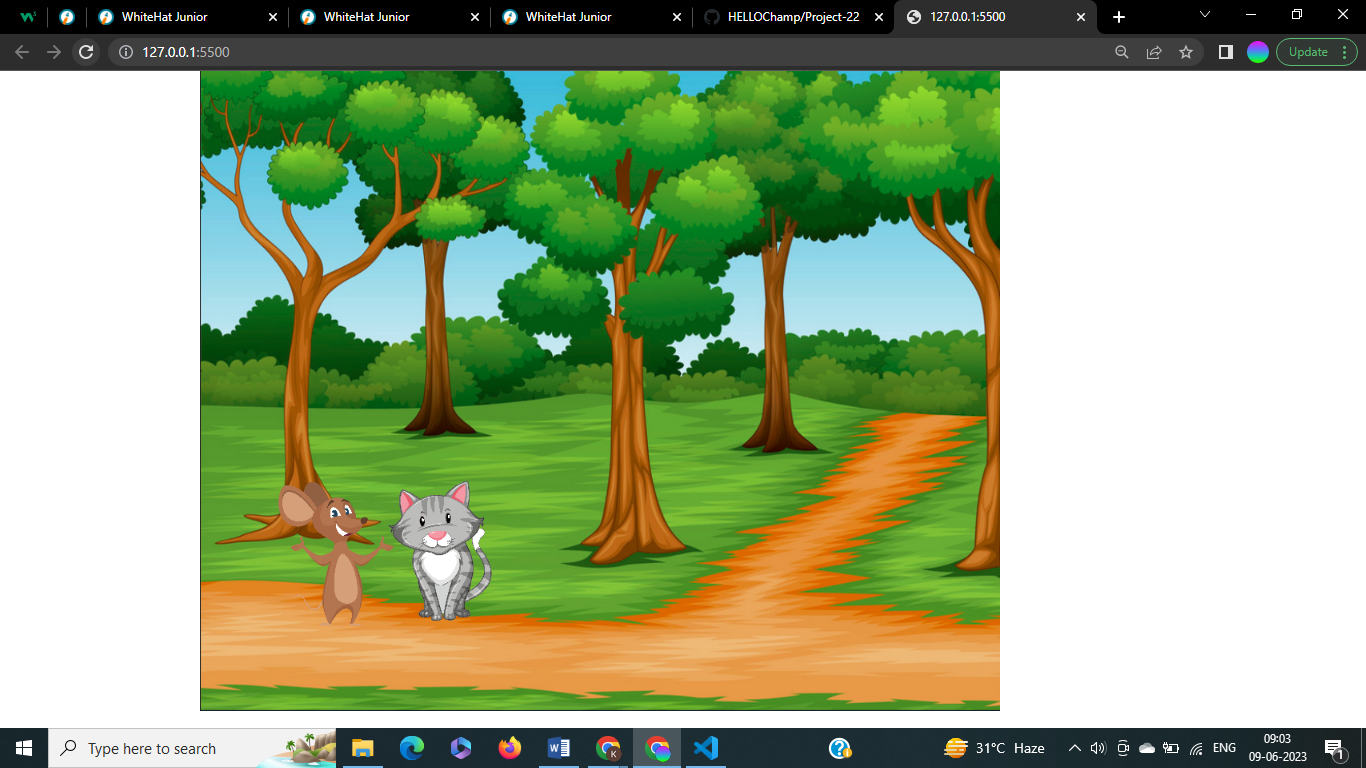 WhiteHat Junior
WhiteHat Junior
WhiteHat Junior
HELLOChamp/Project-22
127.0.0.1:5500
127.0.0.1:5500
Update
Type here to search
W
K
31°C Haze
ENG
09:03
09-06-2023
1